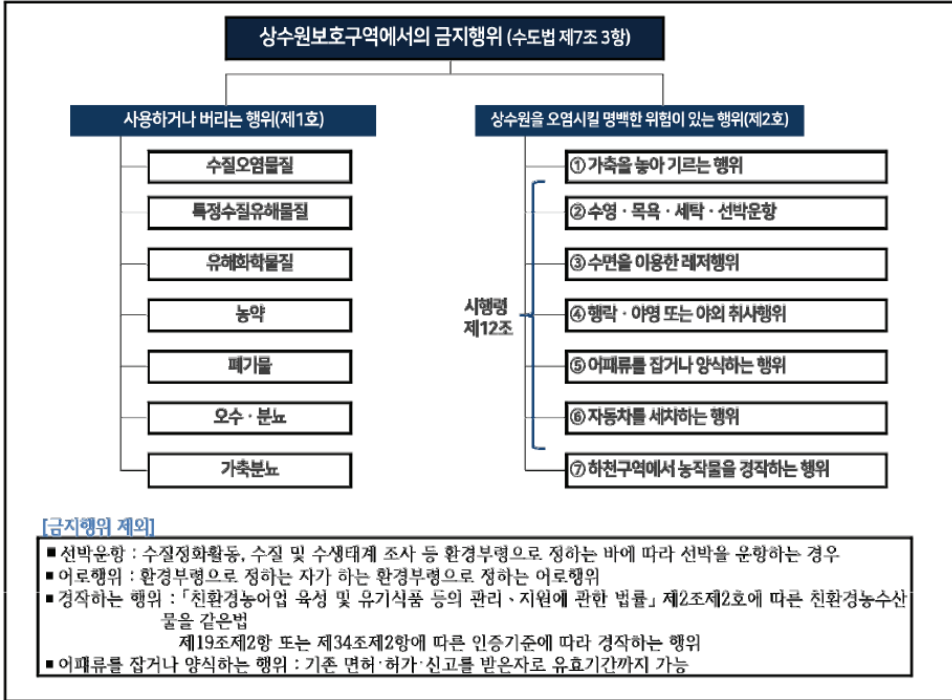 상수원보호구역에서의 금지행위 (수도법 제7조 3항)
사용하거나 버리는 행위(제1호)
수질오염물질
특정수질유해물질
유해화학물질
농약
폐기물
오수 · 분뇨
가축분뇨
상수원을 오염시킬 명백한 위험이 있는 행위(제2호)
시행령
제12조
① 가축을 놓아 기르는 행위
② 수영 · 목욕 · 세탁 · 선박운항
③ 수면을 이용한 레저행위
④ 행락 · 야영 또는 야외 취사행위
⑤ 어패류를 잡거나 양식하는 행위
⑥ 자동차를 세차하는 행위
⑦ 하천구역에서 농작물을 경작하는 행위
[금지행위 제외]
▪ 선박운항 : 수질정화활동, 수질 및 수생태계 조사 등 환경부령으로 정하는 바에 따라 선박을 운항하는 경우
▪ 어로행위 : 환경부령으로 정하는 자가 하는 환경부령으로 정하는 어로행위
▪ 경작하는 행위 : 「친환경농어업 육성 및 유기식품 등의 관리 · 지원에 관한 법률」 제2조제2호에 따른 친환경농수산
물을 같은법
제19조제2항 또는 제34조제2항에 따른 인증기준에 따라 경작하는 행위
▪ 어패류를 잡거나 양식하는 행위 : 기존 면허·허가·신고를 받은자로 유효기간까지 가능